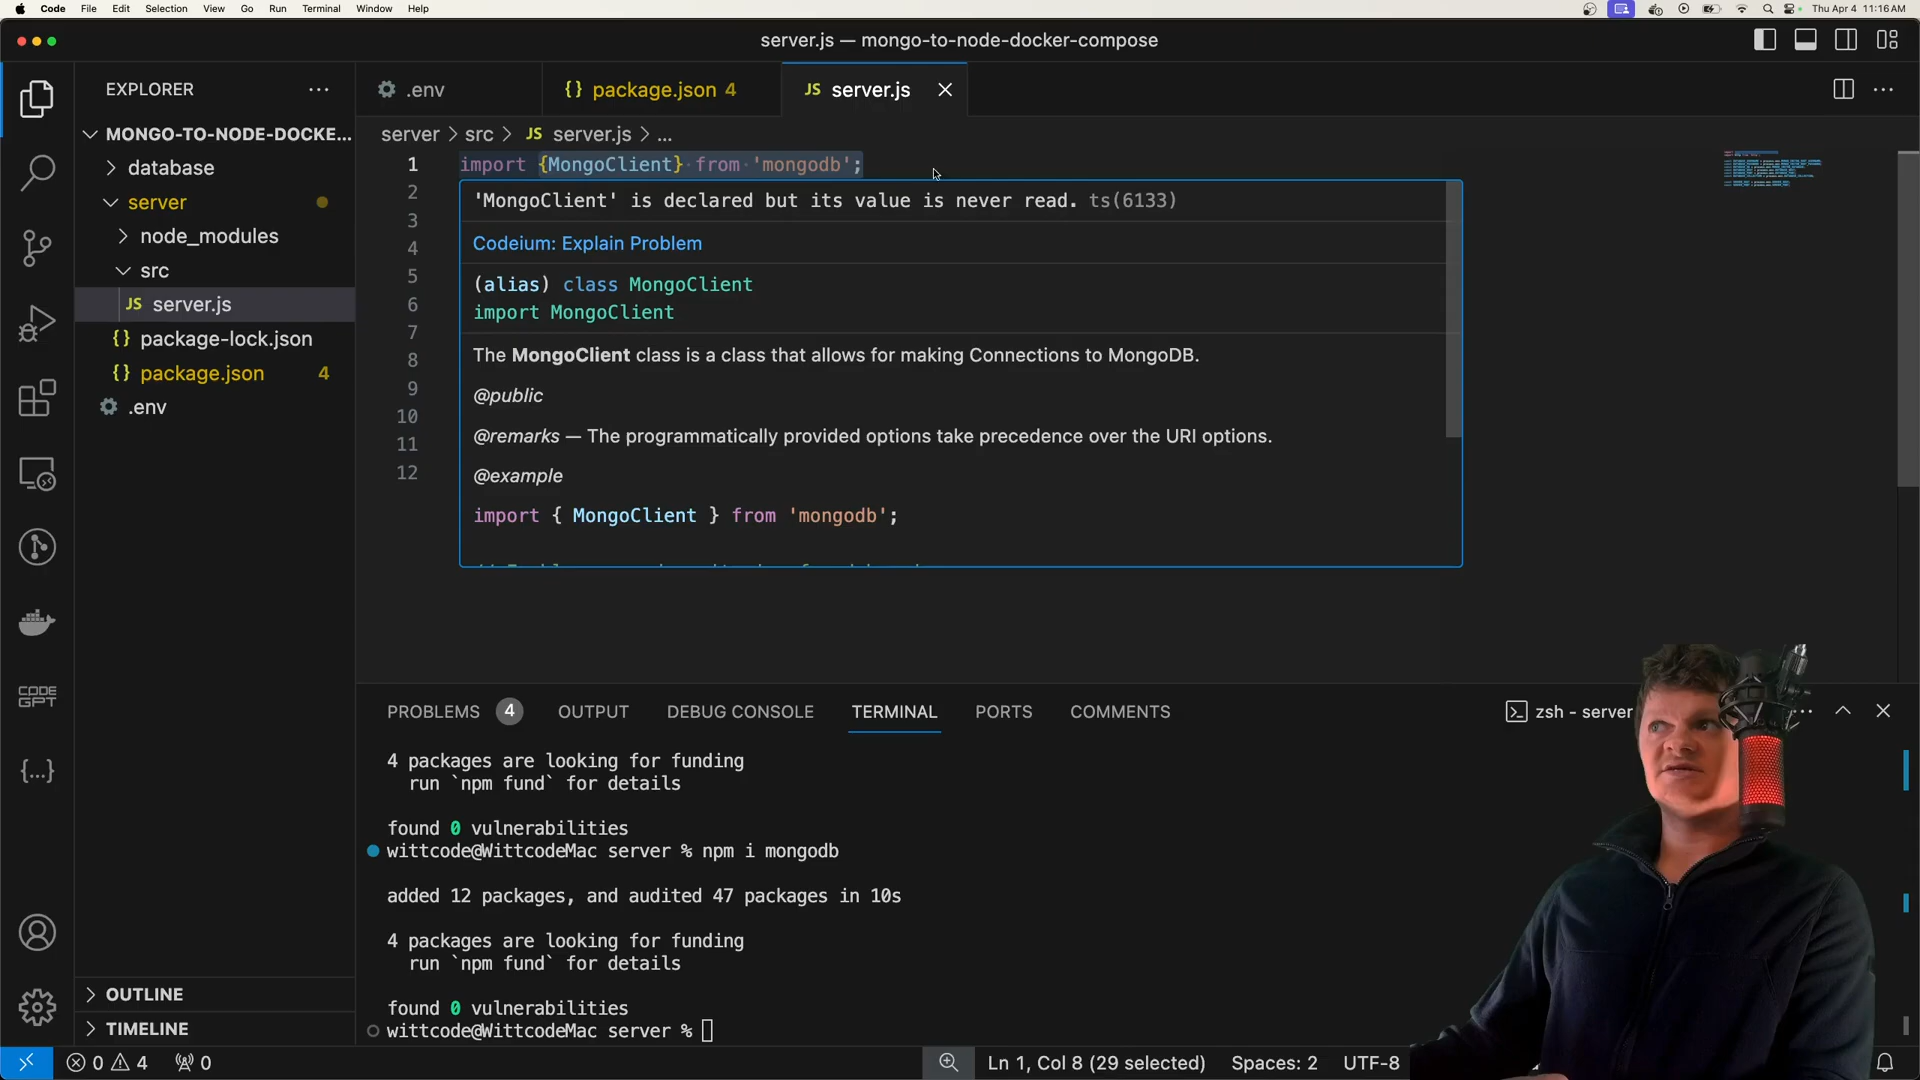 Code File Edit Selection View Go Run Terminal Window Help Thu Apr 4 11:16 AM
server.js — mongo-to-node-docker-compose
EXPLORER
.env
{} package.json 4
JS server.js
MONGO-TO-NODE-DOCKE...
server > src > JS server.js > ...
database
server
node_modules
src
JS server.js
{} package-lock.json
{} package.json 4
.env
1 import {MongoClient} from 'mongodb';
2
3
4
5
6
7
8
9
10
11
12
'MongoClient' is declared but its value is never read. ts(6133)
Codeium: Explain Problem
(alias) class MongoClient
import MongoClient
The MongoClient class is a class that allows for making Connections to MongoDB.
@public
@remarks — The programmatically provided options take precedence over the URI options.
@example
import { MongoClient } from 'mongodb';
CODE
GPT
PROBLEMS 4 OUTPUT DEBUG CONSOLE TERMINAL PORTS COMMENTS
zsh - server
4 packages are looking for funding
run `npm fund` for details
found 0 vulnerabilities
wittcode@WittcodeMac server % npm i mongodb
added 12 packages, and audited 47 packages in 10s
4 packages are looking for funding
run `npm fund` for details
found 0 vulnerabilities
wittcode@WittcodeMac server %
OUTLINE
TIMELINE
0 4 0
Ln 1, Col 8 (29 selected) Spaces: 2 UTF-8